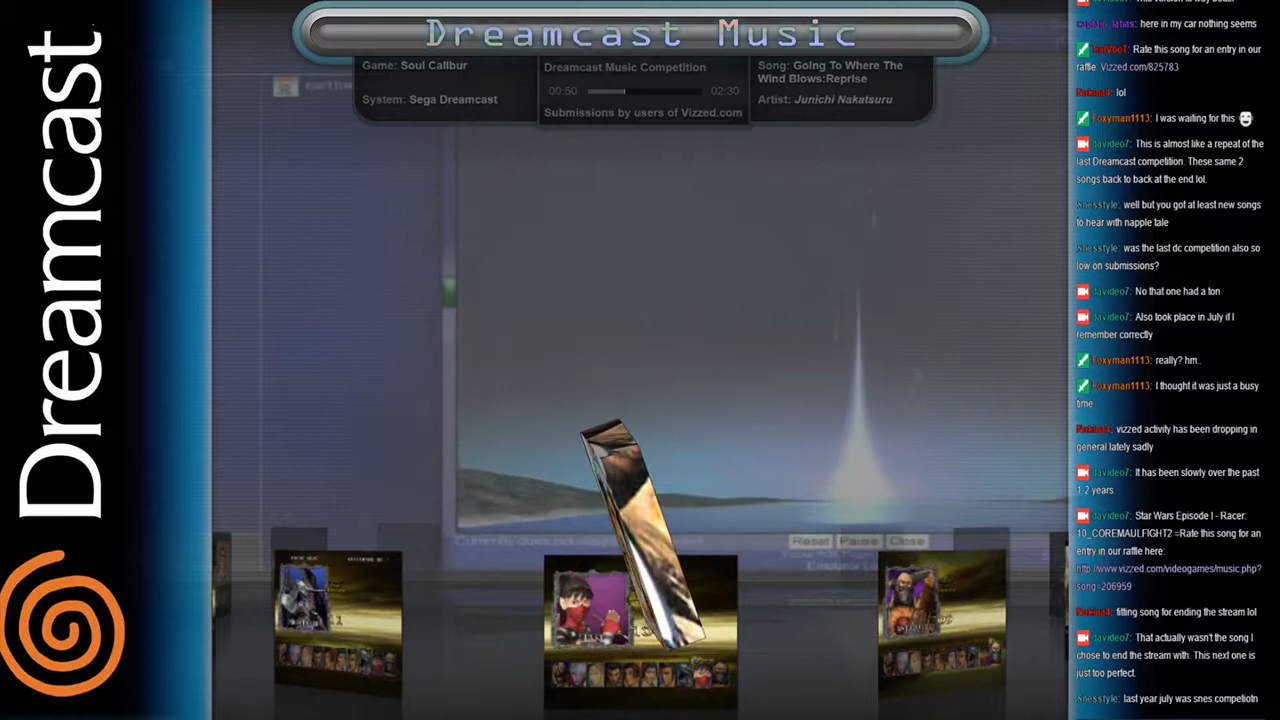 Dreamcast
Dreamcast Music
Game: Soul Calibur
System: Sega Dreamcast
Dreamcast Music Competition
00:50
02:30
Submissions by users of Vizzed.com
Song: Going To Where The
Wind Blows:Reprise
Artist: Junichi Nakatsuru
Reset Pause Close
here in my car nothing seems
Rate this song for an entry in our
raffle Vizzed.com/825783
lol
Foxyman1113: I was waiting for this
davideo7: This is almost like a repeat of the
last Dreamcast competition. These same 2
songs back to back at the end lol.
Snesstyle: well but you got at least new songs
to hear with napple tale
Snesstyle: was the last dc competition also so
low on submissions?
davideo7: No that one had a ton
davideo7: Also took place in July if I
remember correctly
Foxyman1113: really? hm..
Foxyman1113: I thought it was just a busy
time
vizzed activity has been dropping in
general lately sadly
davideo7: It has been slowly over the past
1-2 years.
davideo7: Star Wars Episode I - Racer:
10_COREMAULFIGHT2 =Rate this song for an
entry in our raffle here:
http://www.vizzed.com/videogames/music.php?
song=206959
fitting song for ending the stream lol
davideo7: That actually wasn't the song I
chose to end the stream with. This next one is
just too perfect.
Snesstyle: last year july was snes competiotn